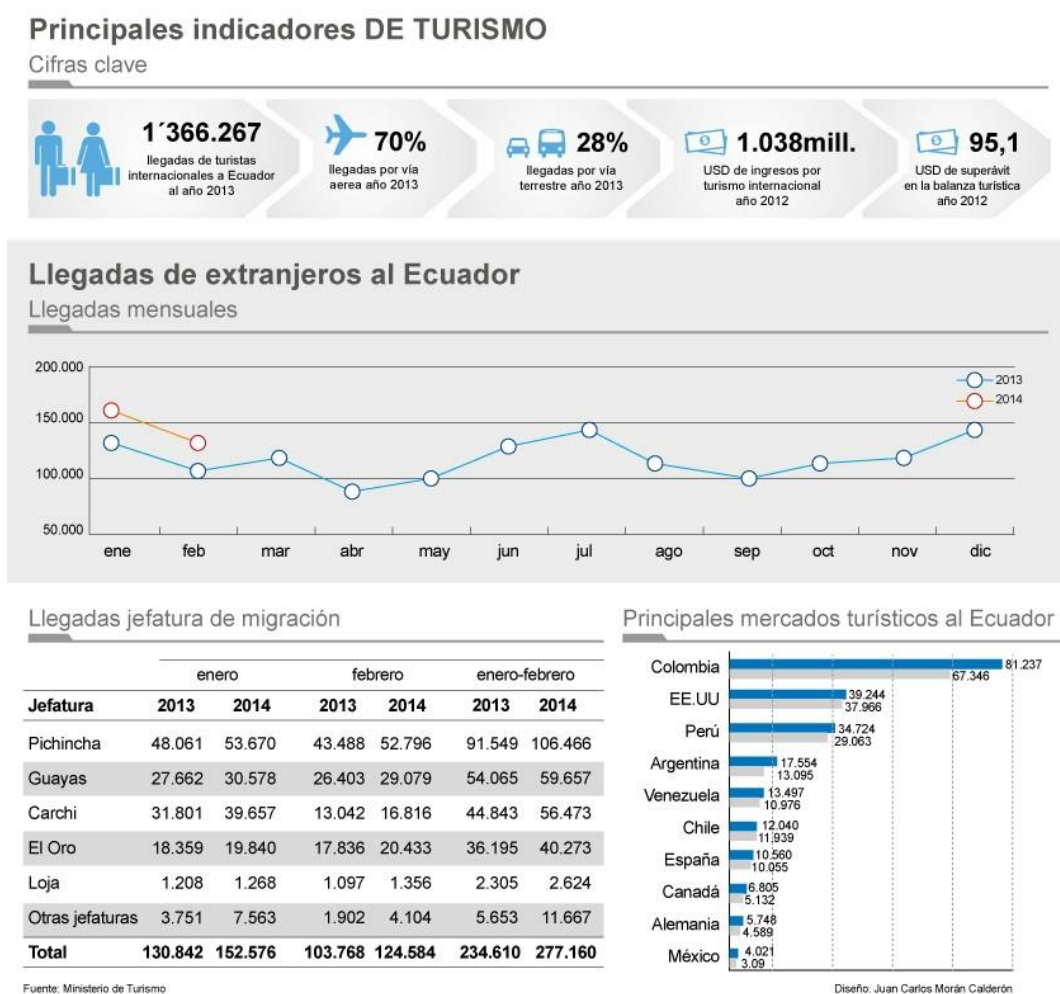 Principales indicadores DE TURISMO
Cifras clave
1´366.267
llegadas de turistas
internacionales a Ecuador
al año 2013
70%
llegadas por vía
aerea año 2013
28%
llegadas por vía
terrestre año 2013
1.038mill.
USD de ingresos por
turismo internacional
año 2012
95,1
USD de superávit
en la balanza turística
año 2012
Llegadas de extranjeros al Ecuador
Llegadas mensuales
200.000
150.000
100.000
50.000
2013
2014
ene feb mar abr may jun jul ago sep oct nov dic
Llegadas jefatura de migración
enero febrero enero-febrero
Jefatura 2013 2014 2013 2014 2013 2014
Pichincha 48.061 53.670 43.488 52.796 91.549 106.466
Guayas 27.662 30.578 26.403 29.079 54.065 59.657
Carchi 31.801 39.657 13.042 16.816 44.843 56.473
El Oro 18.359 19.840 17.836 20.433 36.195 40.273
Loja 1.208 1.268 1.097 1.356 2.305 2.624
Otras jefaturas 3.751 7.563 1.902 4.104 5.653 11.667
Total 130.842 152.576 103.768 124.584 234.610 277.160
Fuente: Ministerio de Turismo
Principales mercados turísticos al Ecuador
Colombia 81.237
67.346
EE.UU 39.244
37.966
Perú 34.724
29.063
Argentina 17.554
13.095
Venezuela 13.497
10.976
Chile 12.040
11.939
España 10.560
10.055
Canadá 6.805
5.132
Alemania 5.748
4.589
México 4.021
3.09
Diseño: Juan Carlos Morán Calderón